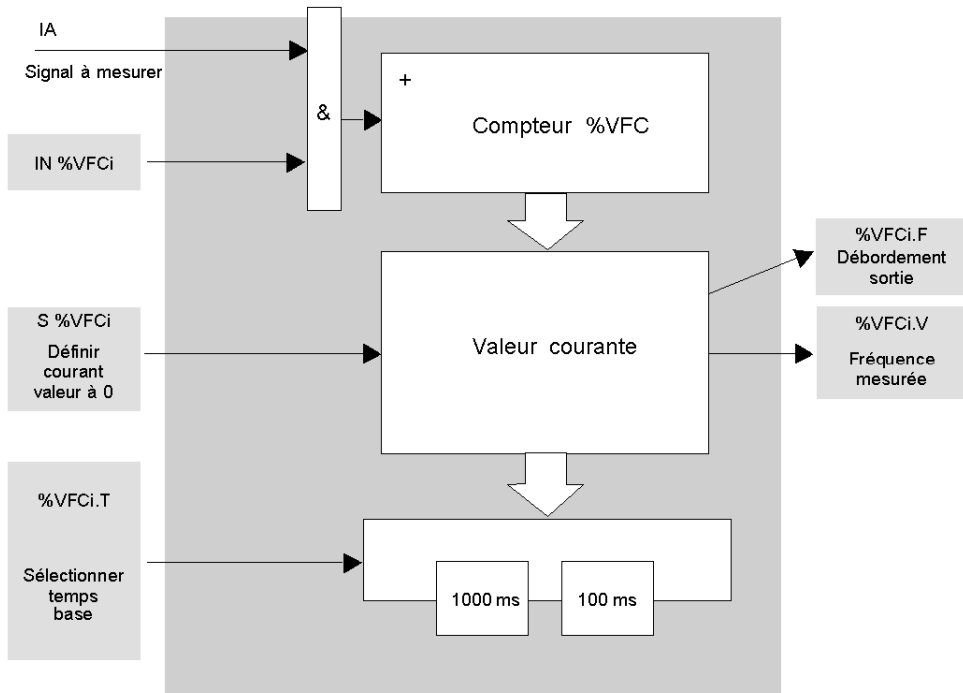 IA
Signal à mesurer
&
+
Compteur %VFC
IN %VFCi
%VFCi.F
Débordement
sortie
S %VFCi
Définir
courant
valeur à 0
Valeur courante
%VFCi.V
Fréquence
mesurée
%VFCi.T
Sélectionner
temps
base
1000 ms
100 ms